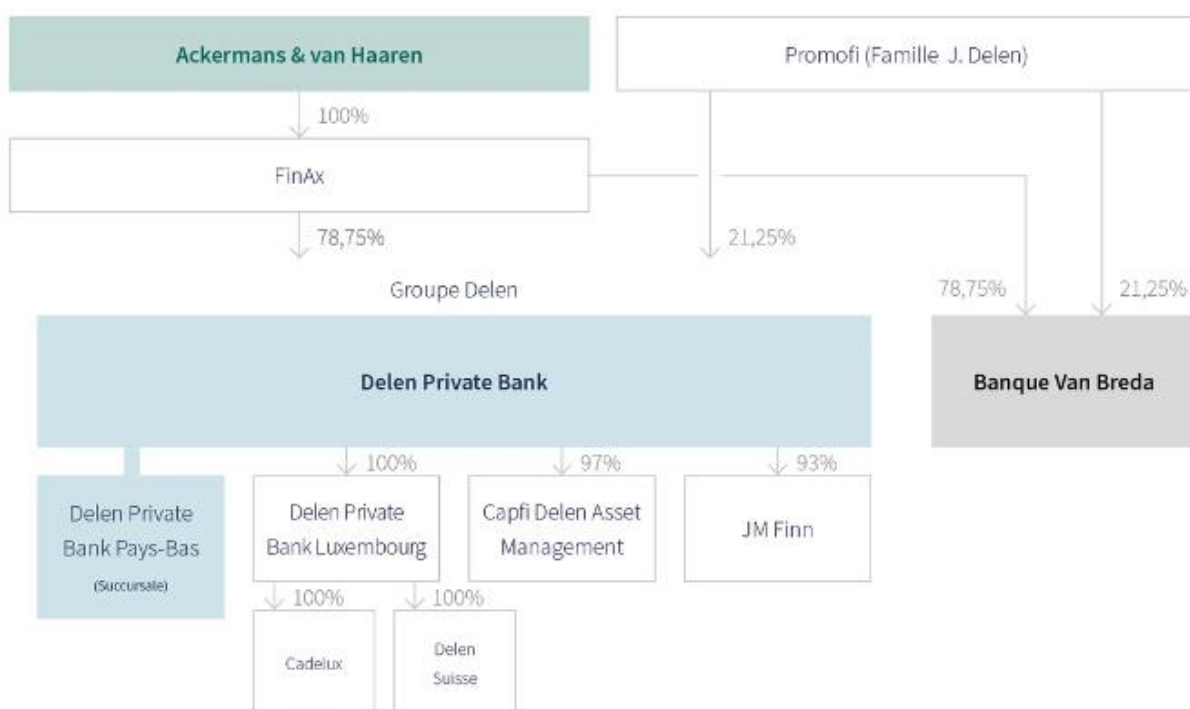 Ackermans & van Haaren
Promofi (Famille J. Delen)
100%
FinAx
78,75%
21,25%
Groupe Delen
78,75%
21,25%
Delen Private Bank
Banque Van Breda
100%
97%
93%
Delen Private
Bank Pays-Bas
(Succursale)
Delen Private
Bank Luxembourg
Capfi Delen Asset
Management
JM Finn
100%
100%
Cadelux
Delen
Suisse